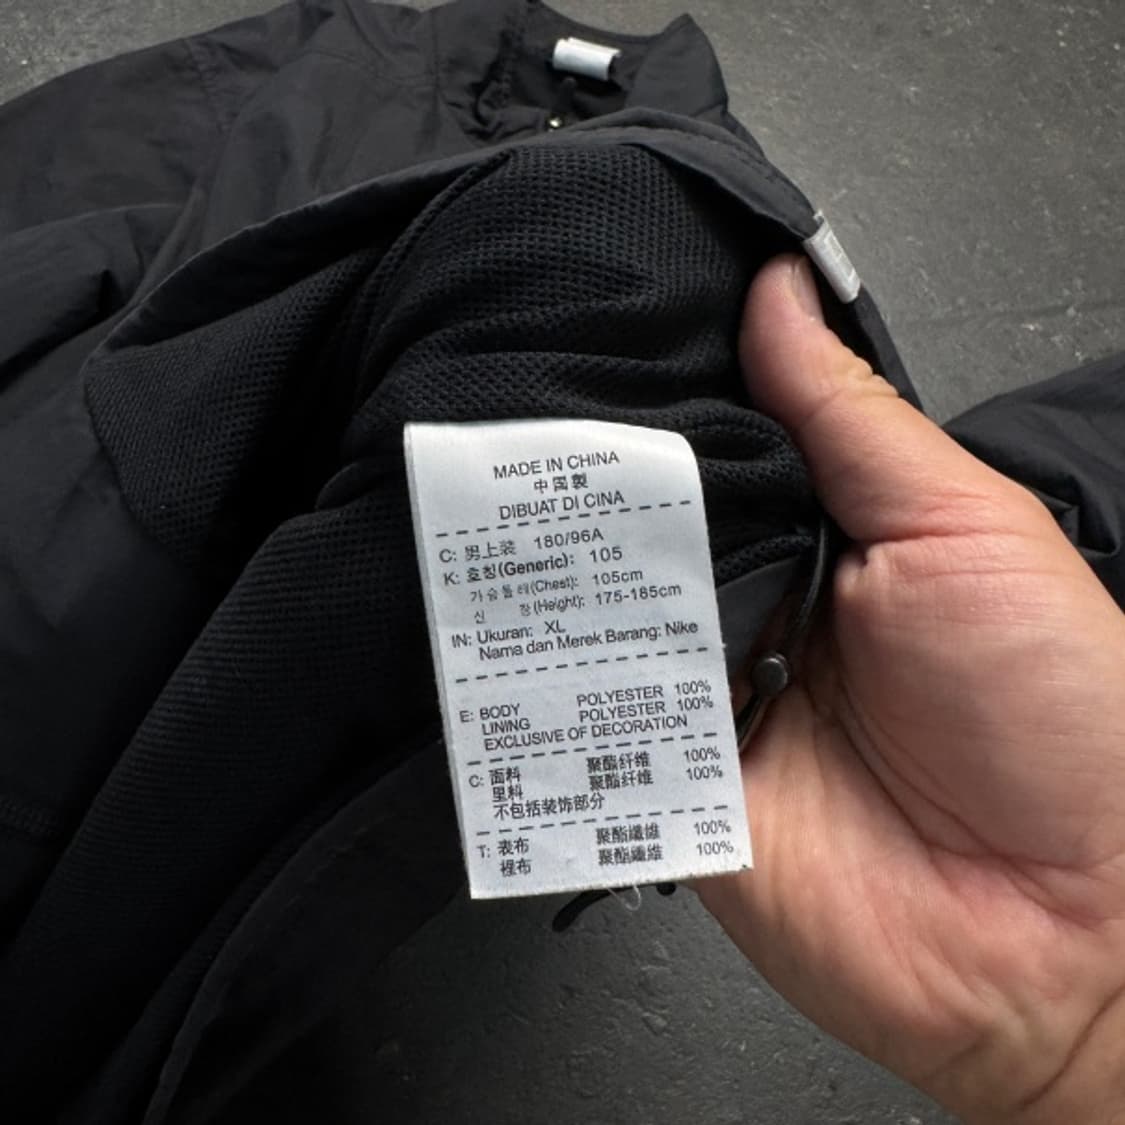 MADE IN CHINA
中国製
DIBUAT DI CINA
C: 男上装 180/96A
K: 호칭(Generic): 105
가슴둘레(Chest): 105cm
신 장(Height): 175-185cm
IN: Ukuran: XL
Nama dan Merek Barang: Nike
E: BODY POLYESTER 100%
LINING POLYESTER 100%
EXCLUSIVE OF DECORATION
C: 面料 聚酯纤维 100%
里料 聚酯纤维 100%
不包括装饰部分
T: 表布 聚酯纖維 100%
裡布 聚酯纖維 100%